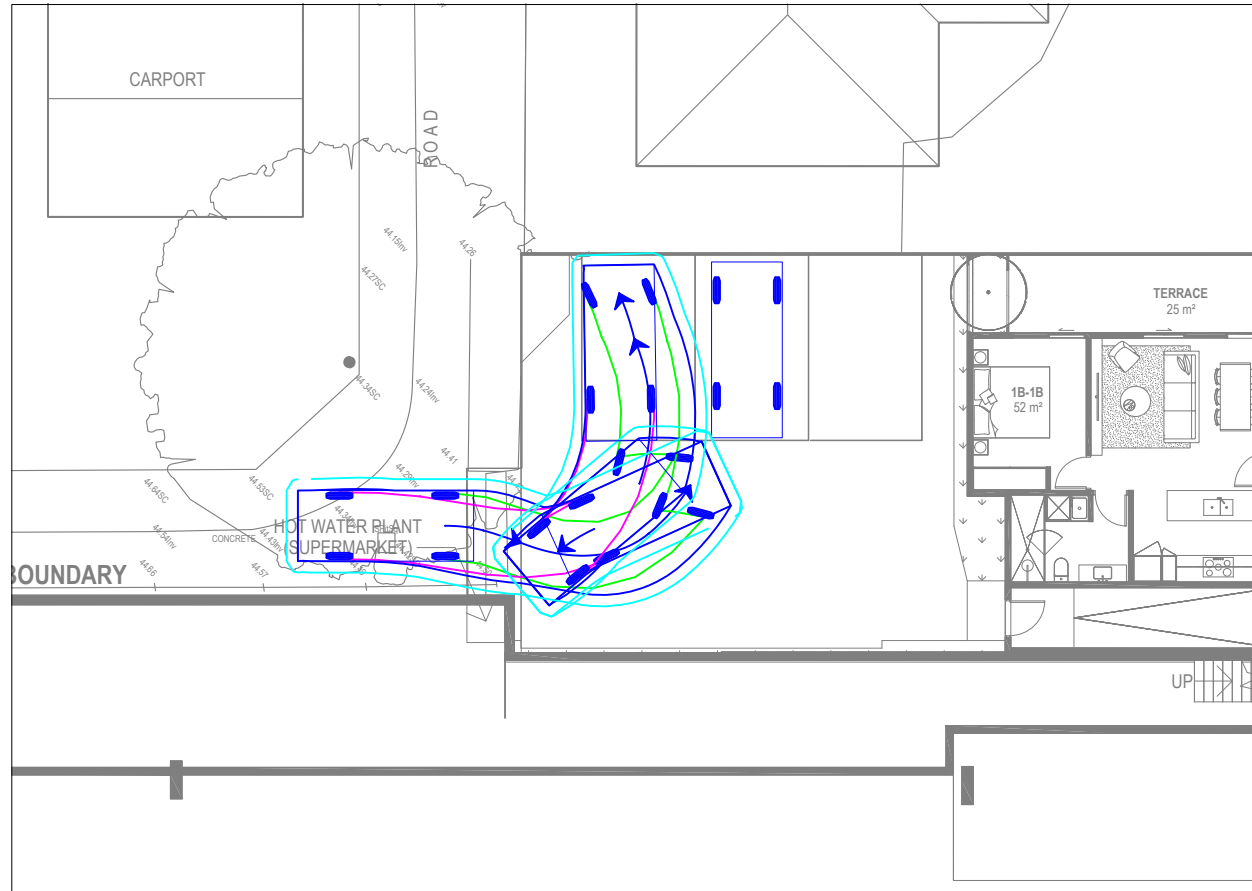 CARPORT
ROAD
44.15Inv
44.26
44.27SC
TERRACE
25 m²
44.34SC
44.24Inv
1B-1B
52 m²
44.41
44.29Inv
44.64SC
44.53SC
HOT WATER PLANT
(SUPERMARKET)
44.54Inv
CONCRETE
44.43Inv
BOUNDARY
44.66
44.57
UP